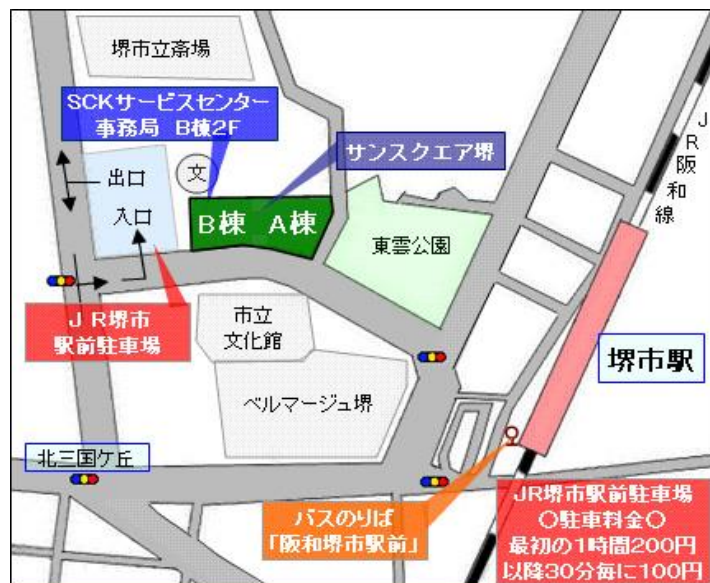 堺市立斎場
SCKサービスセンター
事務局 B棟2F
サンスクエア堺
JR阪和線
出口
文
入口
B棟 A棟
東雲公園
JR堺市
駅前駐車場
市立
文化館
堺市駅
ベルマージュ堺
北三国ケ丘
バスのりば
「阪和堺市駅前」
JR堺市駅前駐車場
○駐車料金○
最初の1時間200円
以降30分毎に100円